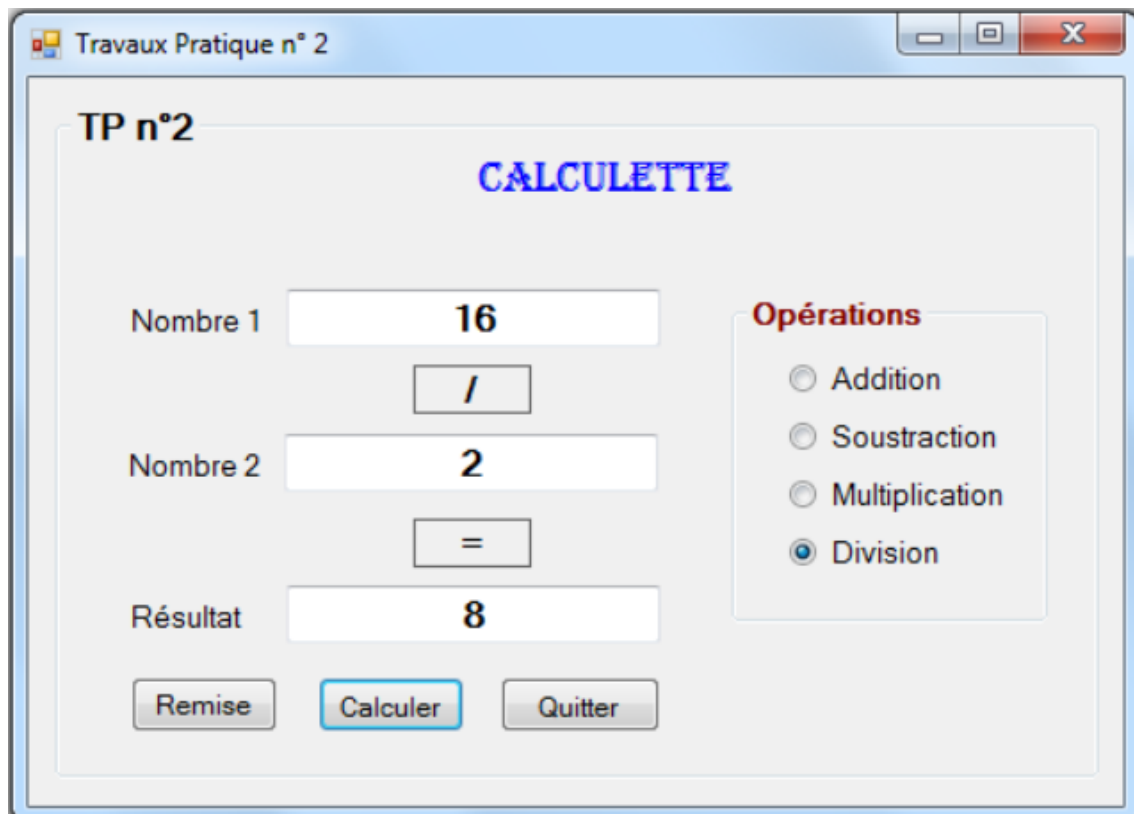 Travaux Pratique n° 2
TP n°2
CALCULETTE
Nombre 1 16
/
Nombre 2 2
=
Résultat 8
Remise Calculer Quitter
Opérations
Addition
Soustraction
Multiplication
Division